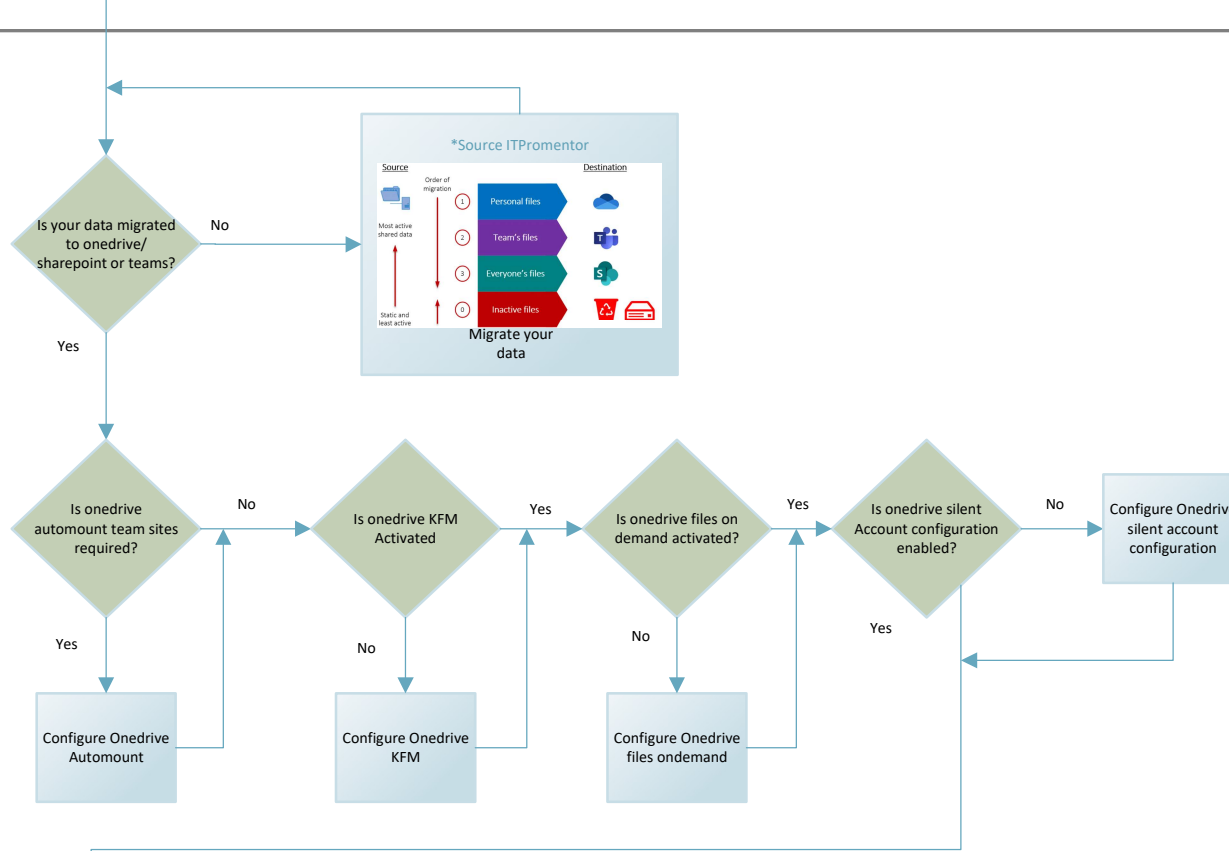 *Source ITPromentor
Source
Destination
Order of
migration
1
Personal files
Most active
shared data
2
Team's files
T
3
Everyone's files
S
Static and
least active
0
Inactive files
Migrate your
data
Is your data migrated
to onedrive/
sharepoint or teams?
No
Yes
Is onedrive
automount team sites
required?
No
Is onedrive KFM
Activated
Yes
Is onedrive files on
demand activated?
Yes
Is onedrive silent
Account configuration
enabled?
No
Configure Onedriv
silent account
configuration
Yes
No
No
Yes
Configure Onedrive
Automount
Configure Onedrive
KFM
Configure Onedrive
files ondemand